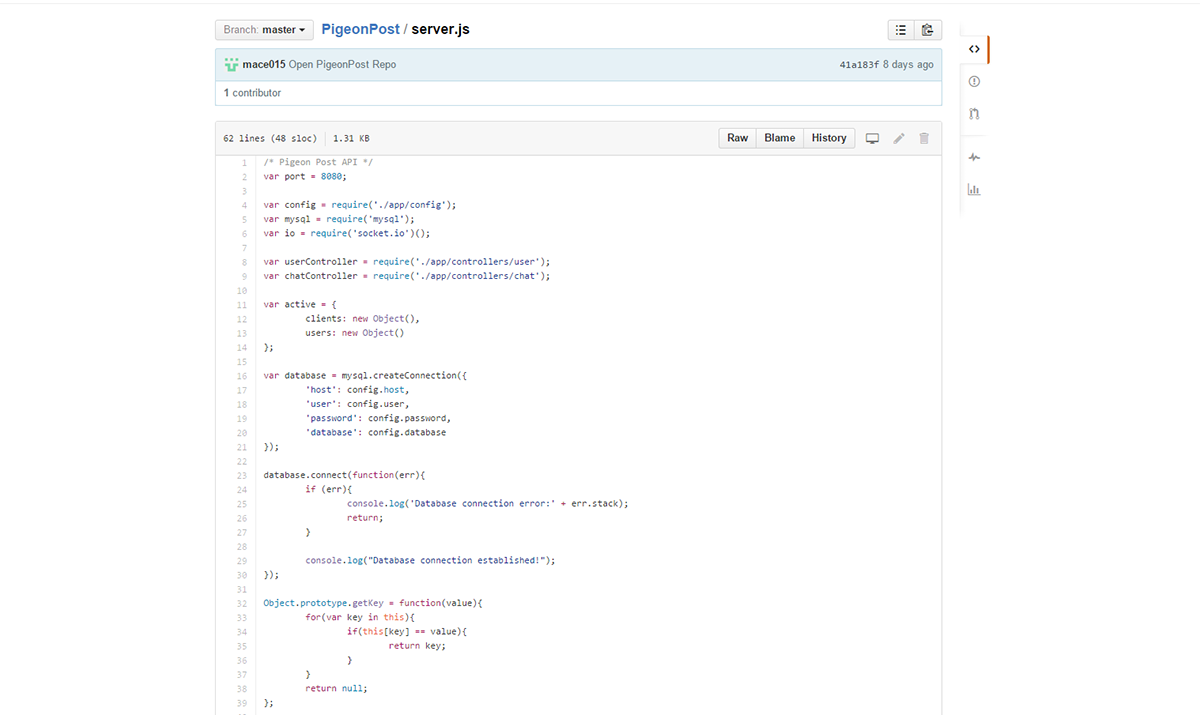 Branch: master PigeonPost / server.js
mace015 Open PigeonPost Repo 41a183f 8 days ago
1 contributor
62 lines (48 sloc) 1.31 KB Raw Blame History
1 /* Pigeon Post API */
2 var port = 8080;
3
4 var config = require('./app/config');
5 var mysql = require('mysql');
6 var io = require('socket.io')();
7
8 var userController = require('./app/controllers/user');
9 var chatController = require('./app/controllers/chat');
10
11 var active = {
12 clients: new Object(),
13 users: new Object()
14 };
15
16 var database = mysql.createConnection({
17 'host': config.host,
18 'user': config.user,
19 'password': config.password,
20 'database': config.database
21 });
22
23 database.connect(function(err){
24 if (err){
25 console.log('Database connection error:' + err.stack);
26 return;
27 }
28
29 console.log("Database connection established!");
30 });
31
32 Object.prototype.getKey = function(value){
33 for(var key in this){
34 if(this[key] == value){
35 return key;
36 }
37 }
38 return null;
39 };